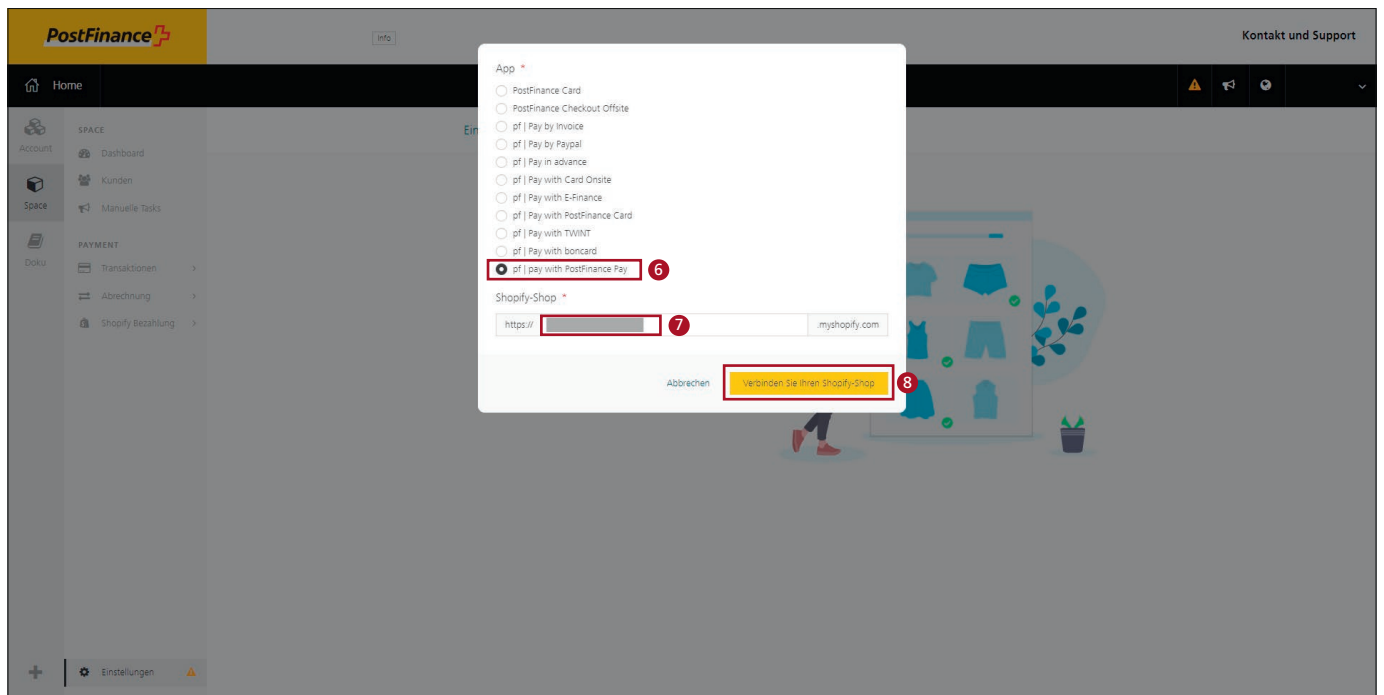 PostFinance
Info
Kontakt und Support
Home
Account
Space
Doku
SPACE
Dashboard
Kunden
Manuelle Tasks
PAYMENT
Transaktionen
Abrechnung
Shopify Bezahlung
Einstellungen
Ein
App *
PostFinance Card
PostFinance Checkout Offsite
pf | Pay by Invoice
pf | Pay by Paypal
pf | Pay in advance
pf | Pay with Card Onsite
pf | Pay with E-Finance
pf | Pay with PostFinance Card
pf | Pay with TWINT
pf | Pay with boncard
pf | pay with PostFinance Pay
6
Shopify-Shop *
https://
7
.myshopify.com
Abbrechen
Verbinden Sie Ihren Shopify-Shop
8